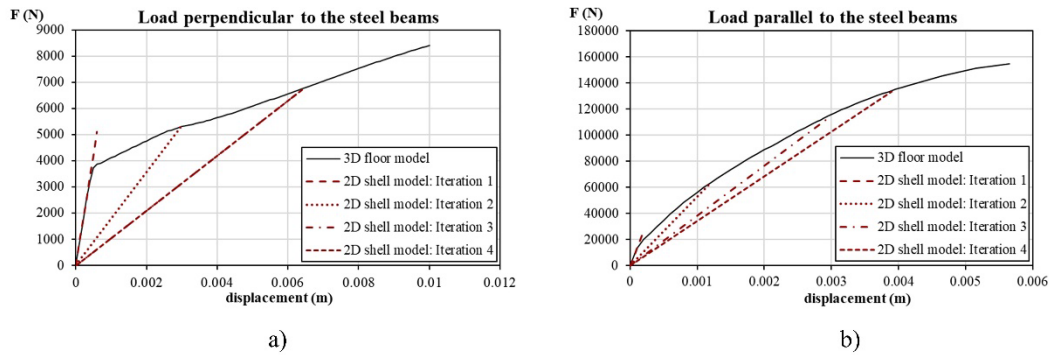 F (N)
Load perpendicular to the steel beams
9000
8000
7000
6000
5000
4000
3000
2000
1000
0
3D floor model
2D shell model: Iteration 1
2D shell model: Iteration 2
2D shell model: Iteration 3
2D shell model: Iteration 4
0 0.002 0.004 0.006 0.008 0.01 0.012
displacement (m)
a)
F (N)
Load parallel to the steel beams
180000
160000
140000
120000
100000
80000
60000
40000
20000
0
3D floor model
2D shell model: Iteration 1
2D shell model: Iteration 2
2D shell model: Iteration 3
2D shell model: Iteration 4
0 0.001 0.002 0.003 0.004 0.005 0.006
displacement (m)
b)